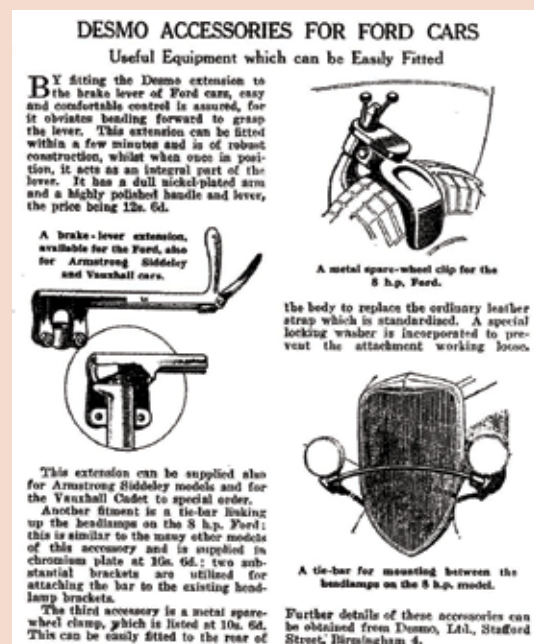 DESMO ACCESSORIES FOR FORD CARS
Useful Equipment which can be Easily Fitted
BY fitting the Desmo extension to
the brake lever of Ford cars, easy
and comfortable control is assured, for
it obviates bending forward to grasp
the lever. This extension can be fitted
within a few minutes and is of robust
construction, whilst when once in posi-
tion, it acts as an integral part of the
lever. It has a dull nickel-plated arm
and a highly polished handle and lever,
the price being 12s. 6d.
A brake-lever extension,
available for the Ford, also
for Armstrong Siddeley
and Vauxhall cars.
This extension can be supplied also
for Armstrong Siddeley models and for
the Vauxhall Cadet to special order.
Another fitment is a tie-bar linking
up the headlamps on the 8 h.p. Ford;
this is similar to the many other models
of this accessory and is supplied in
chromium plate at 16s. 6d.; two sub-
stantial brackets are utilized for
attaching the bar to the existing head-
lamp brackets.
The third accessory is a metal spare-
wheel clamp, which is listed at 10s. 6d.
This can be easily fitted to the rear of
A metal spare-wheel clip for the
8 h.p. Ford.
the body to replace the ordinary leather
strap which is standardized. A special
locking washer is incorporated to pre-
vent the attachment working loose.
A tie-bar for mounting between the
headlamps on the 8 h.p. model.
Further details of these accessories can
be obtained from Desmo, Ltd., Stafford
Street, Birmingham 4.